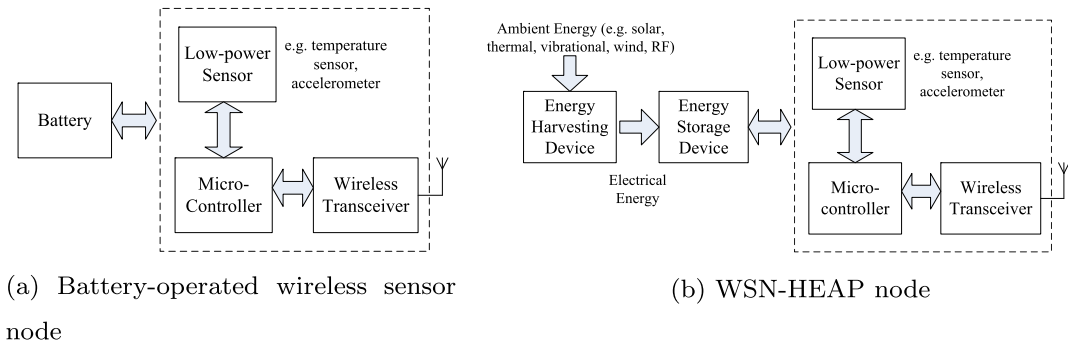 Low-power
Sensor
e.g. temperature
sensor,
accelerometer
Battery
Micro-
Controller
Wireless
Transceiver
(a) Battery-operated wireless sensor
node
Ambient Energy (e.g. solar,
thermal, vibrational, wind, RF)
Energy
Harvesting
Device
Electrical
Energy
Energy
Storage
Device
Low-power
Sensor
e.g. temperature
sensor,
accelerometer
Micro-
controller
Wireless
Transceiver
(b) WSN-HEAP node